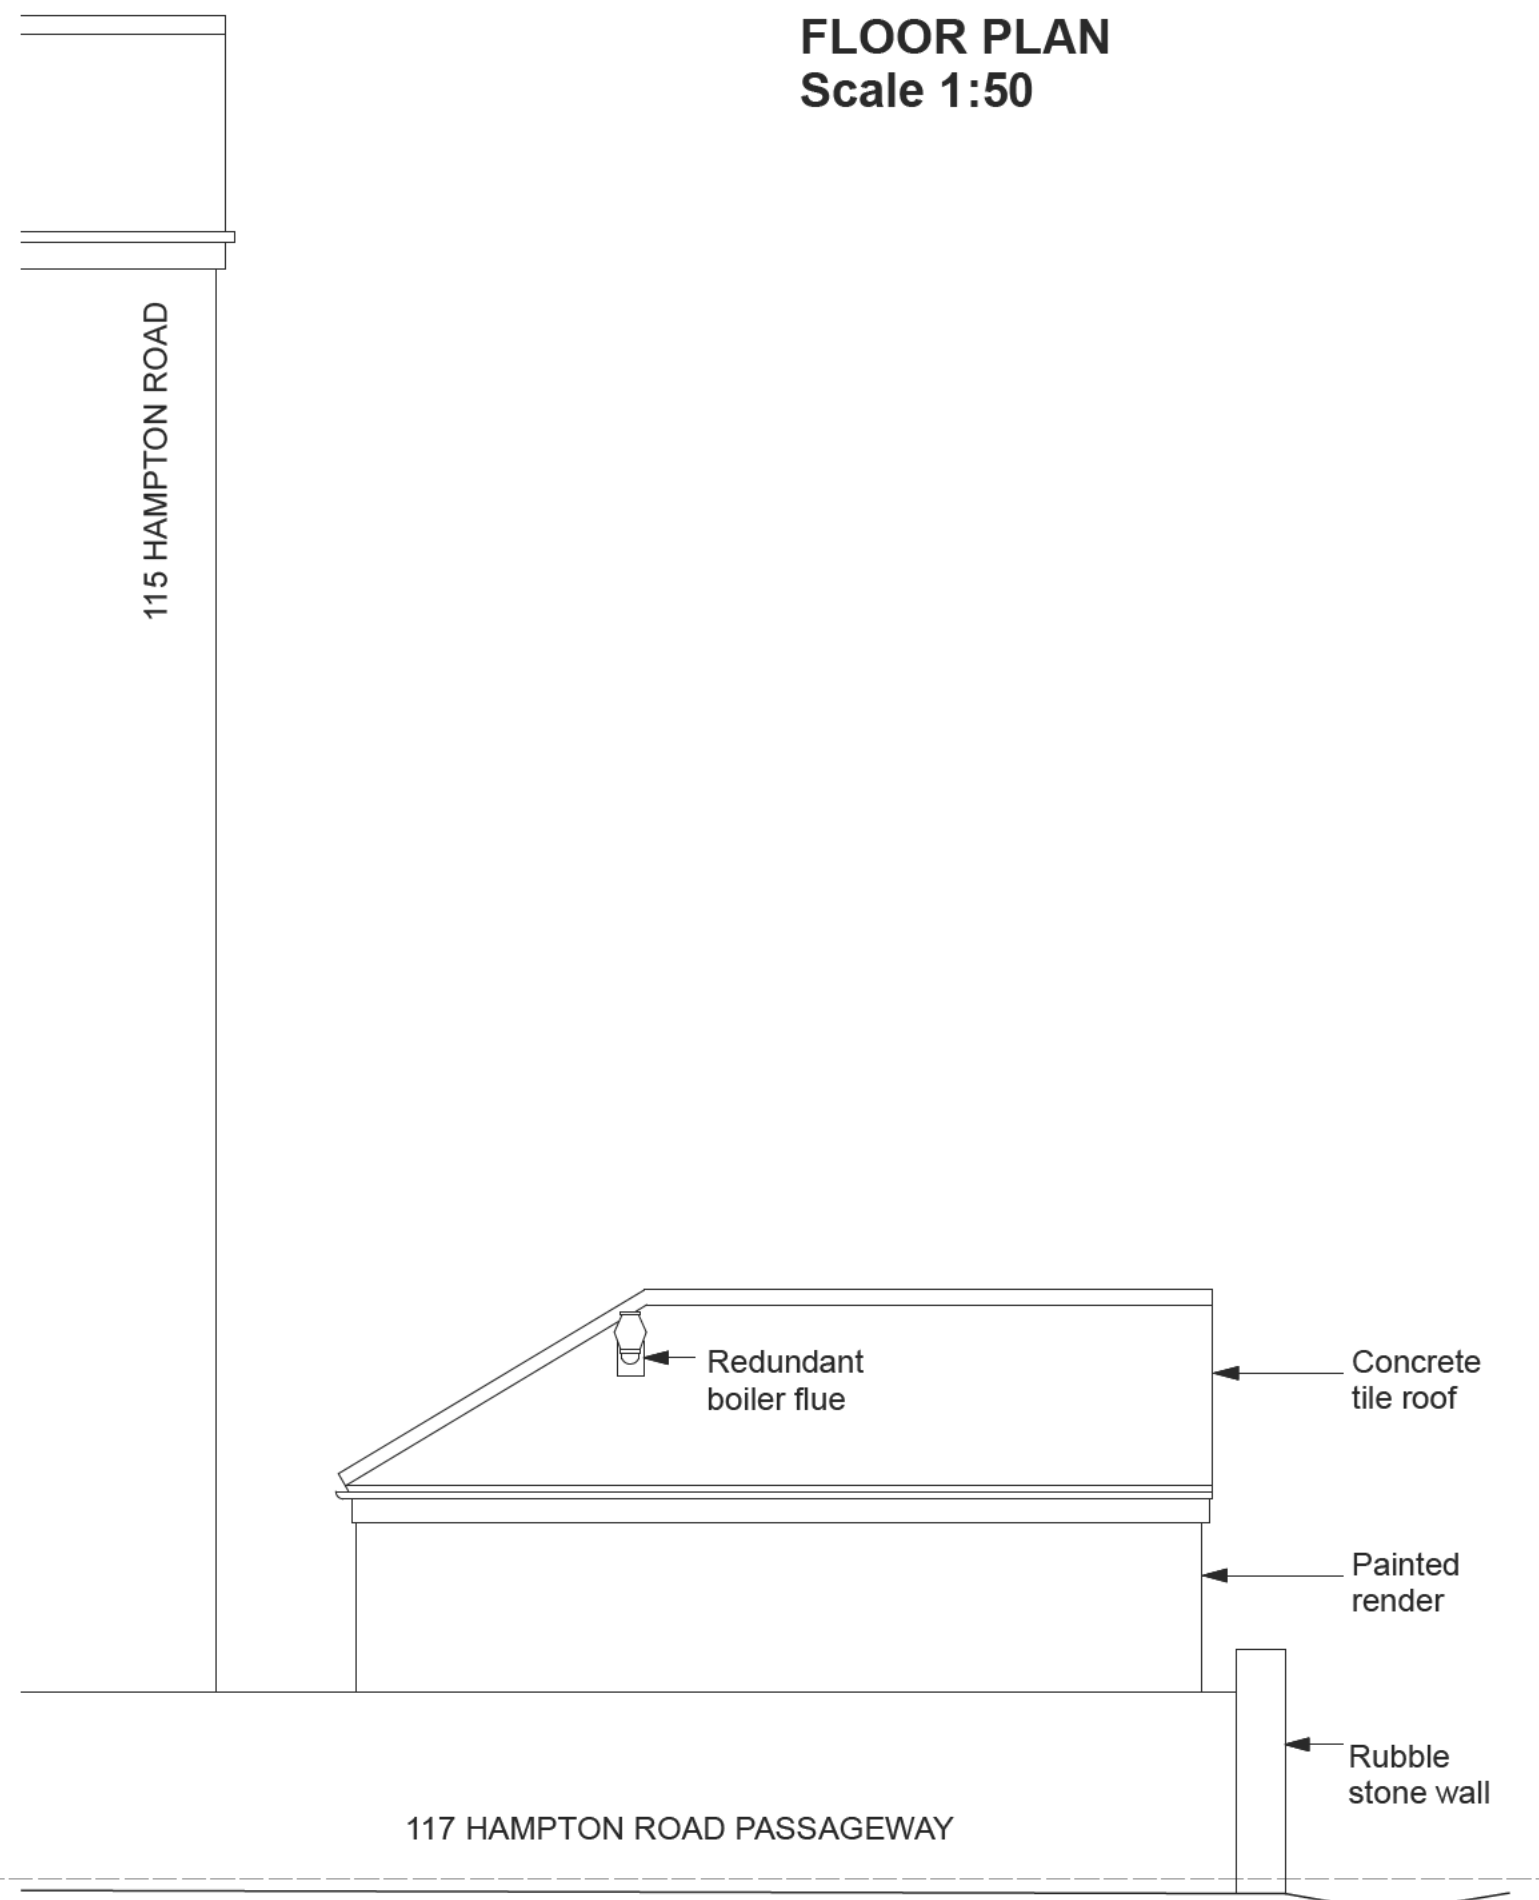 FLOOR PLAN
Scale 1:50
115 HAMPTON ROAD
Redundant
boiler flue
Concrete
tile roof
Painted
render
Rubble
stone wall
117 HAMPTON ROAD PASSAGEWAY